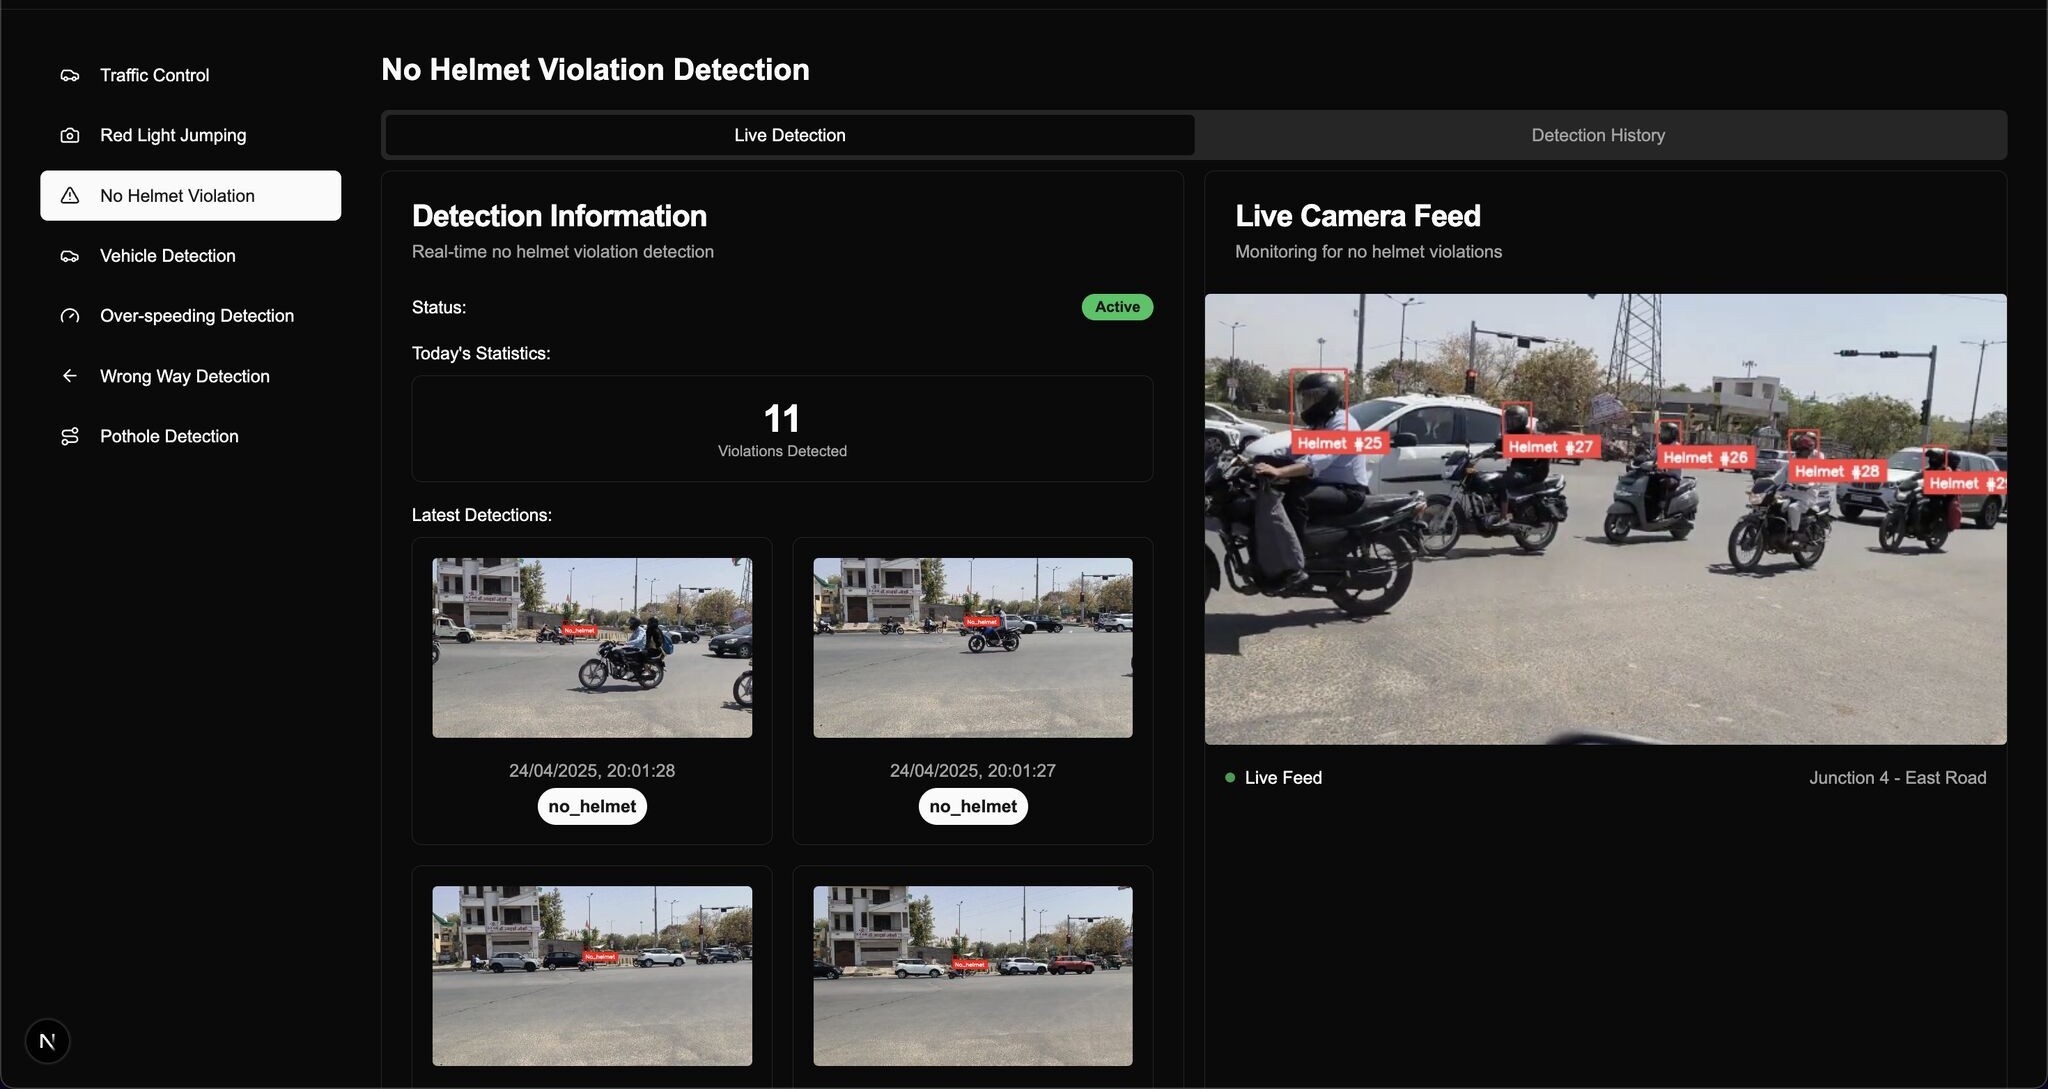 Traffic Control
Red Light Jumping
No Helmet Violation
Vehicle Detection
Over-speeding Detection
Wrong Way Detection
Pothole Detection
N
No Helmet Violation Detection
Live Detection
Detection History
Detection Information
Real-time no helmet violation detection
Status:
Active
Today's Statistics:
11
Violations Detected
Latest Detections:
No_helmet
24/04/2025, 20:01:28
no_helmet
No_helmet
24/04/2025, 20:01:27
no_helmet
No_helmet
No_helmet
Live Camera Feed
Monitoring for no helmet violations
Helmet #25
Helmet #27
Helmet #26
Helmet #28
Helmet
Live Feed
Junction 4 - East Road